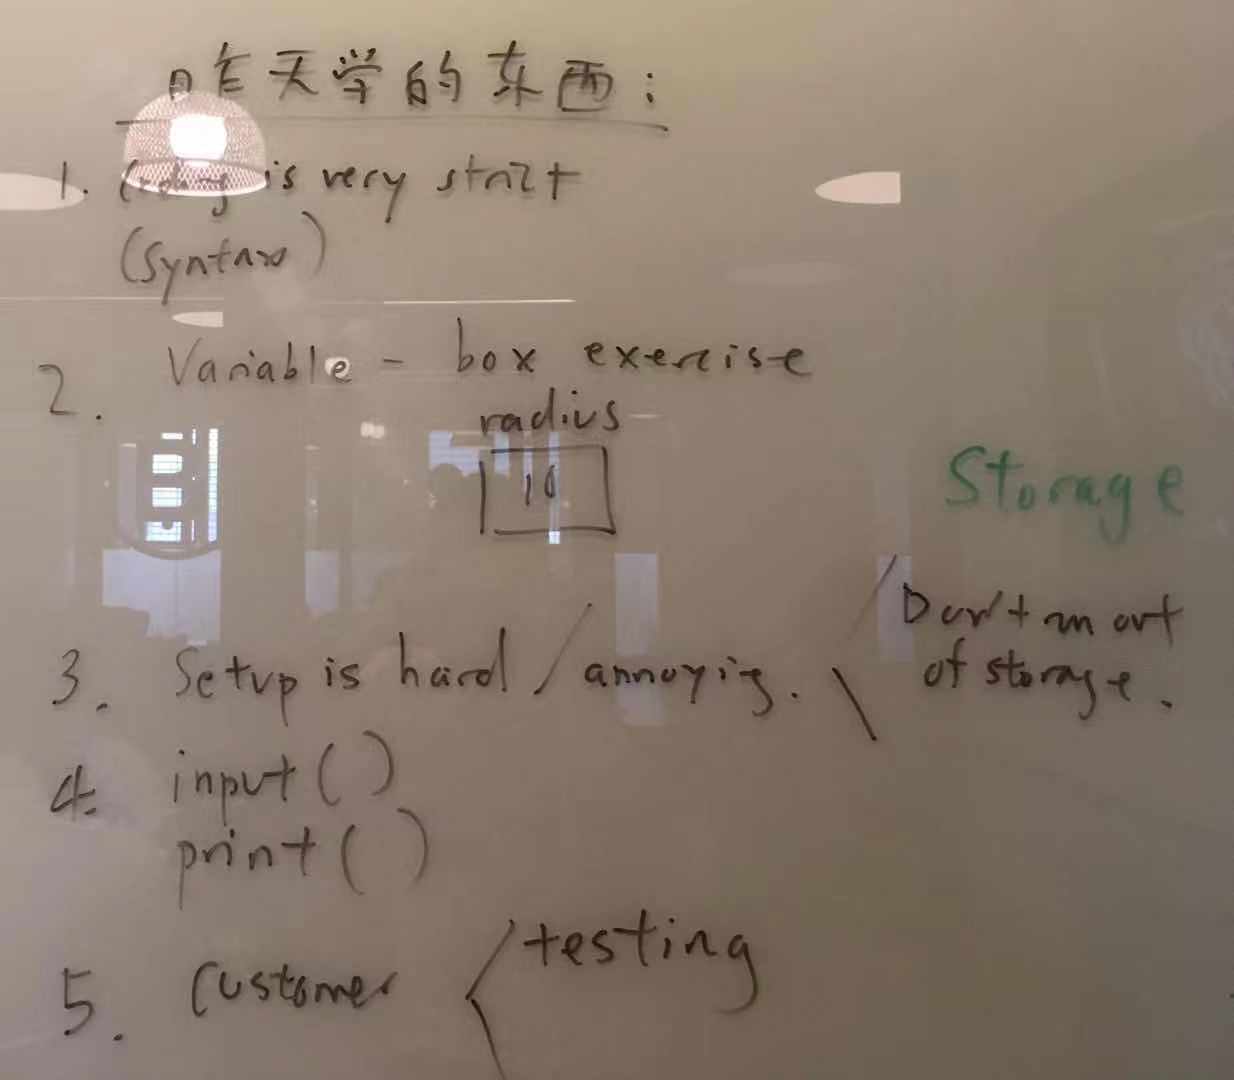 昨天学的东西:
1. Coding is very strict
(syntax)
2. Variable - box exercise
radius
10
Storage
3. Setup is hard / annoying.
Don't run out
of storage.
4. input ( )
print ( )
5. Customer
testing